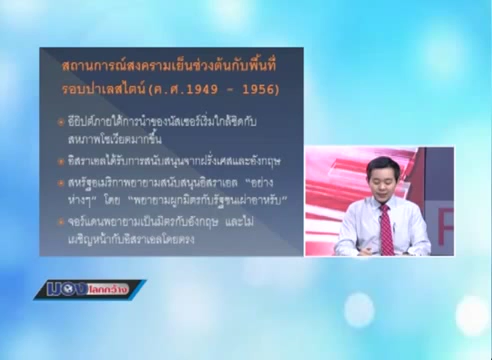 สถานการณ์สงครามเย็นช่วงต้นกับพื้นที่
รอบปาเลสไตน์(ค.ศ.1949 - 1956)
อียิปต์ภายใต้การนำของนัสเซอร์เริ่มใกล้ชิดกับ
สหภาพโซเวียตมากขึ้น
อิสราเอลได้รับการสนับสนุนจากฝรั่งเศสและอังกฤษ
สหรัฐอเมริกาพยายามสนับสนุนอิสราเอล “อย่าง
ห่างๆ” โดย “พยายามผูกมิตรกับรัฐชนเผ่าอาหรับ”
จอร์แดนพยายามเป็นมิตรกับอังกฤษ และไม่
เผชิญหน้ากับอิสราเอลโดยตรง
มองโลกกว้าง